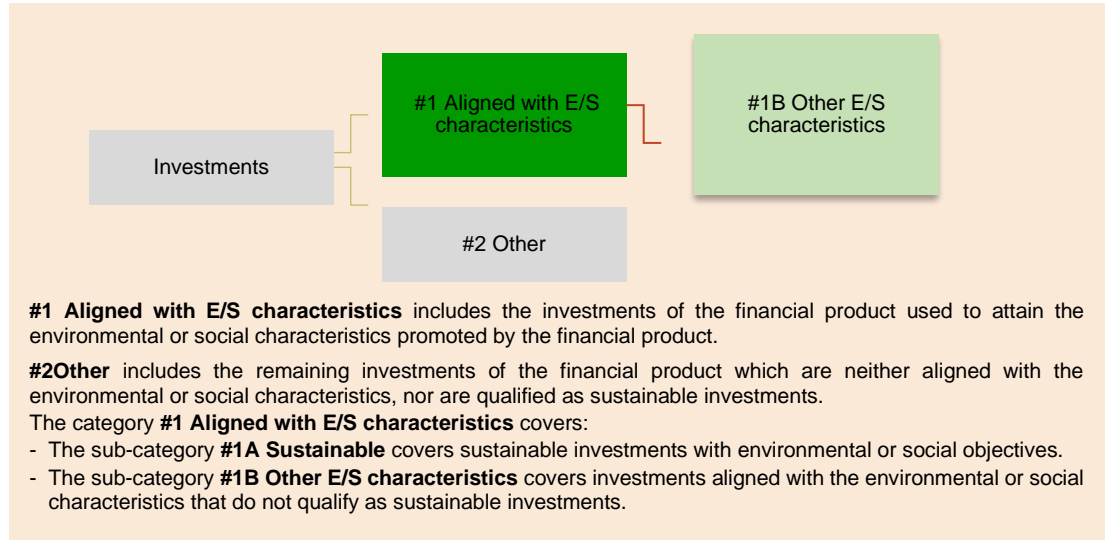 #1 Aligned with E/S
characteristics
#1B Other E/S
characteristics
Investments
#2 Other
#1 Aligned with E/S characteristics includes the investments of the financial product used to attain the
environmental or social characteristics promoted by the financial product.
#2Other includes the remaining investments of the financial product which are neither aligned with the
environmental or social characteristics, nor are qualified as sustainable investments.
The category #1 Aligned with E/S characteristics covers:
- The sub-category #1A Sustainable covers sustainable investments with environmental or social objectives.
- The sub-category #1B Other E/S characteristics covers investments aligned with the environmental or social
characteristics that do not qualify as sustainable investments.